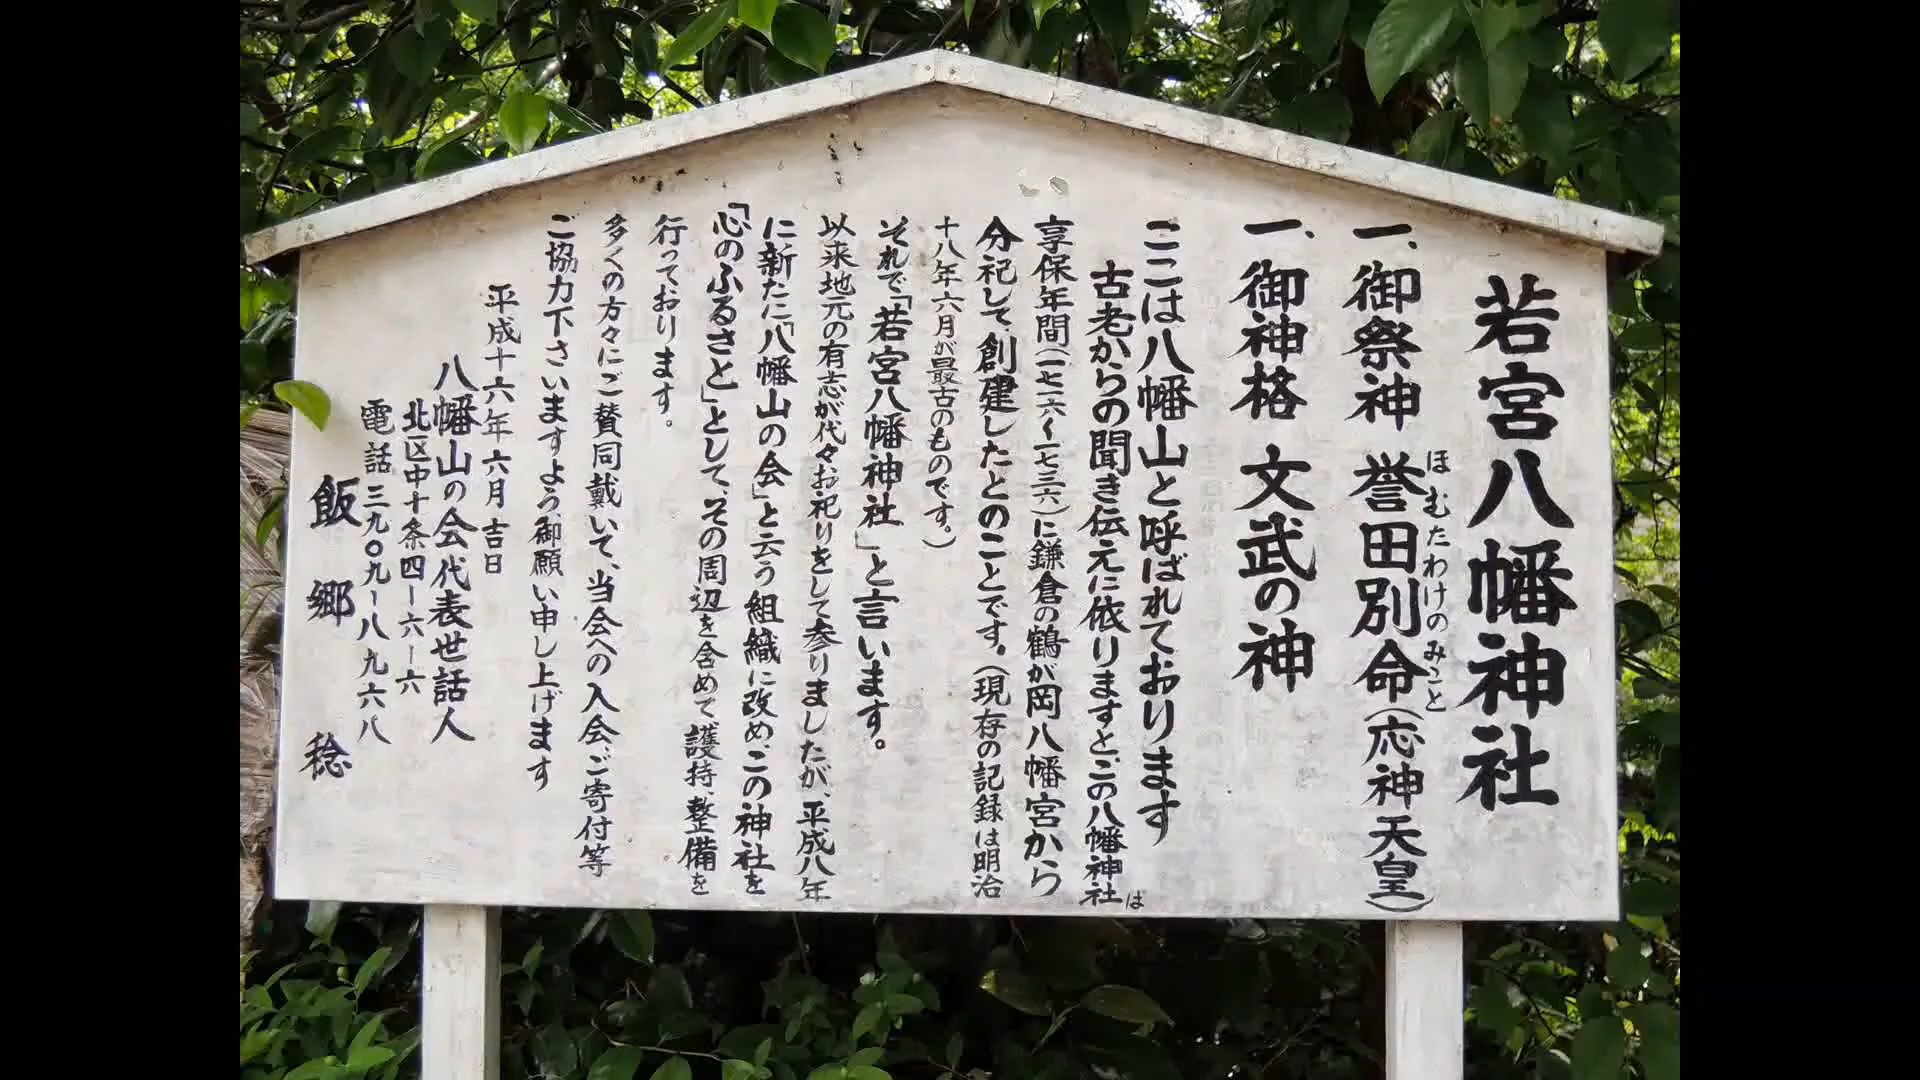 若宮八幡神社
一、御祭神 誉田別命(応神天皇)
ほむたわけのみこと
一、御神格 文武の神
ここは八幡山と呼ばれております
古老からの聞き伝えに依りますと、この八幡神社は
享保年間(一七一六〜一七三六)に鎌倉の鶴が岡八幡宮から
分祀して、創建したとのことです。(現存の記録は明治
十八年六月が最古のものです。)
それで「若宮八幡神社」と言います。
以来地元の有志が代々お祀りをして参りましたが、平成八年
に新たに「八幡山の会」と云う組織に改めこの神社を
「心のふるさと」として、その周辺を含めて護持、整備を
行っております。
多くの方々にご賛同戴いて、当会への入会、ご寄付等
ご協力下さいますよう、御願い申し上げます
平成十六年六月吉日
八幡山の会代表世話人
北区中十条四ー六ー六
電話 三九〇九ー八九六八
飯郷 稔